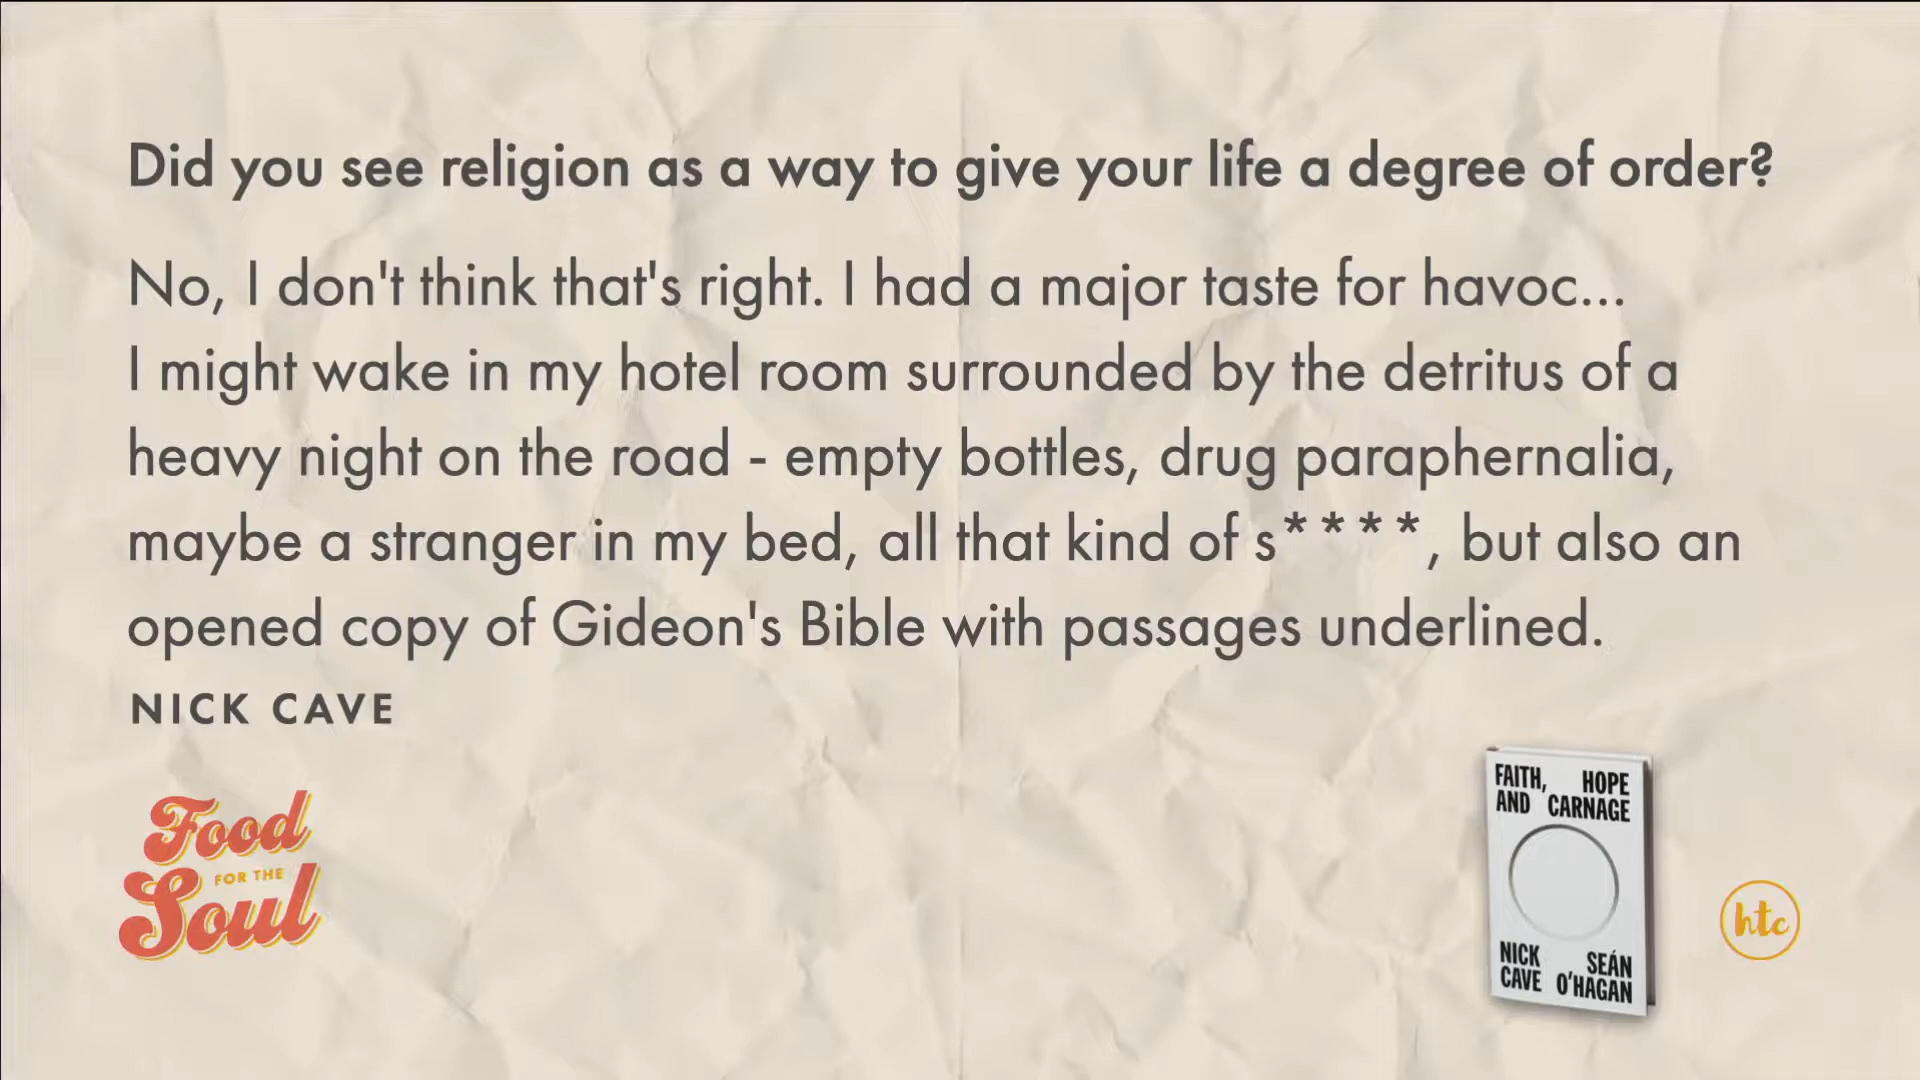 Did you see religion as a way to give your life a degree of order?
No, I don't think that's right. I had a major taste for havoc...
I might wake in my hotel room surrounded by the detritus of a
heavy night on the road - empty bottles, drug paraphernalia,
maybe a stranger in my bed, all that kind of s****, but also an
opened copy of Gideon's Bible with passages underlined.
NICK CAVE
Food
FOR THE
Soul
FAITH, HOPE
AND CARNAGE
NICK SEÁN
CAVE O'HAGAN
htc